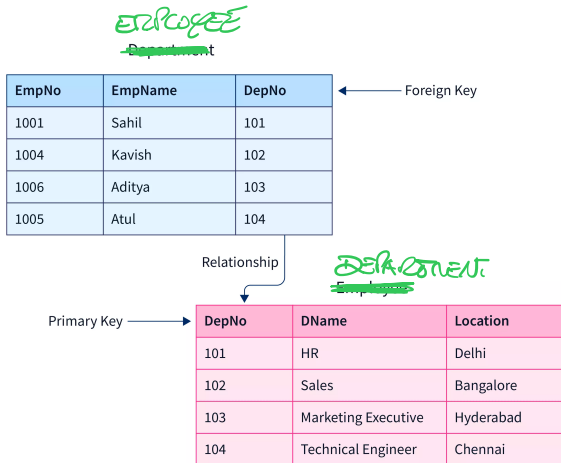 EMPLOYEE
Department
EmpNo EmpName DepNo
Foreign Key
1001 Sahil 101
1004 Kavish 102
1006 Aditya 103
1005 Atul 104
Relationship
DEPARTMENT
Employee
Primary Key
DepNo DName Location
101 HR Delhi
102 Sales Bangalore
103 Marketing Executive Hyderabad
104 Technical Engineer Chennai